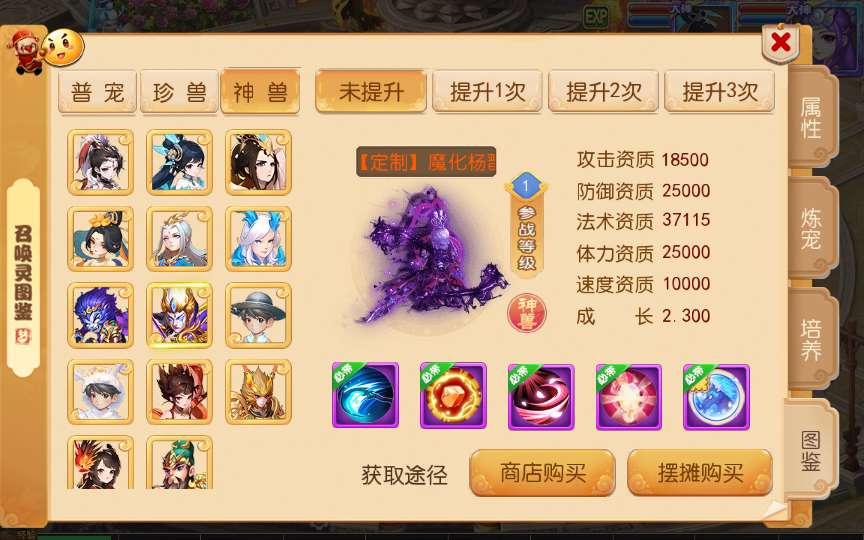 大神
大神
EXP
普宠
珍兽
神兽
未提升
提升1次
提升2次
提升3次
属性
炼宠
培养
图鉴
召唤灵图鉴
梦
【定制】魔化杨
1
参战等级
神兽
攻击资质 18500
防御资质 25000
法术资质 37115
体力资质 25000
速度资质 10000
成长 2.300
必带
必带
必带
必带
必带
获取途径
商店购买
摆摊购买